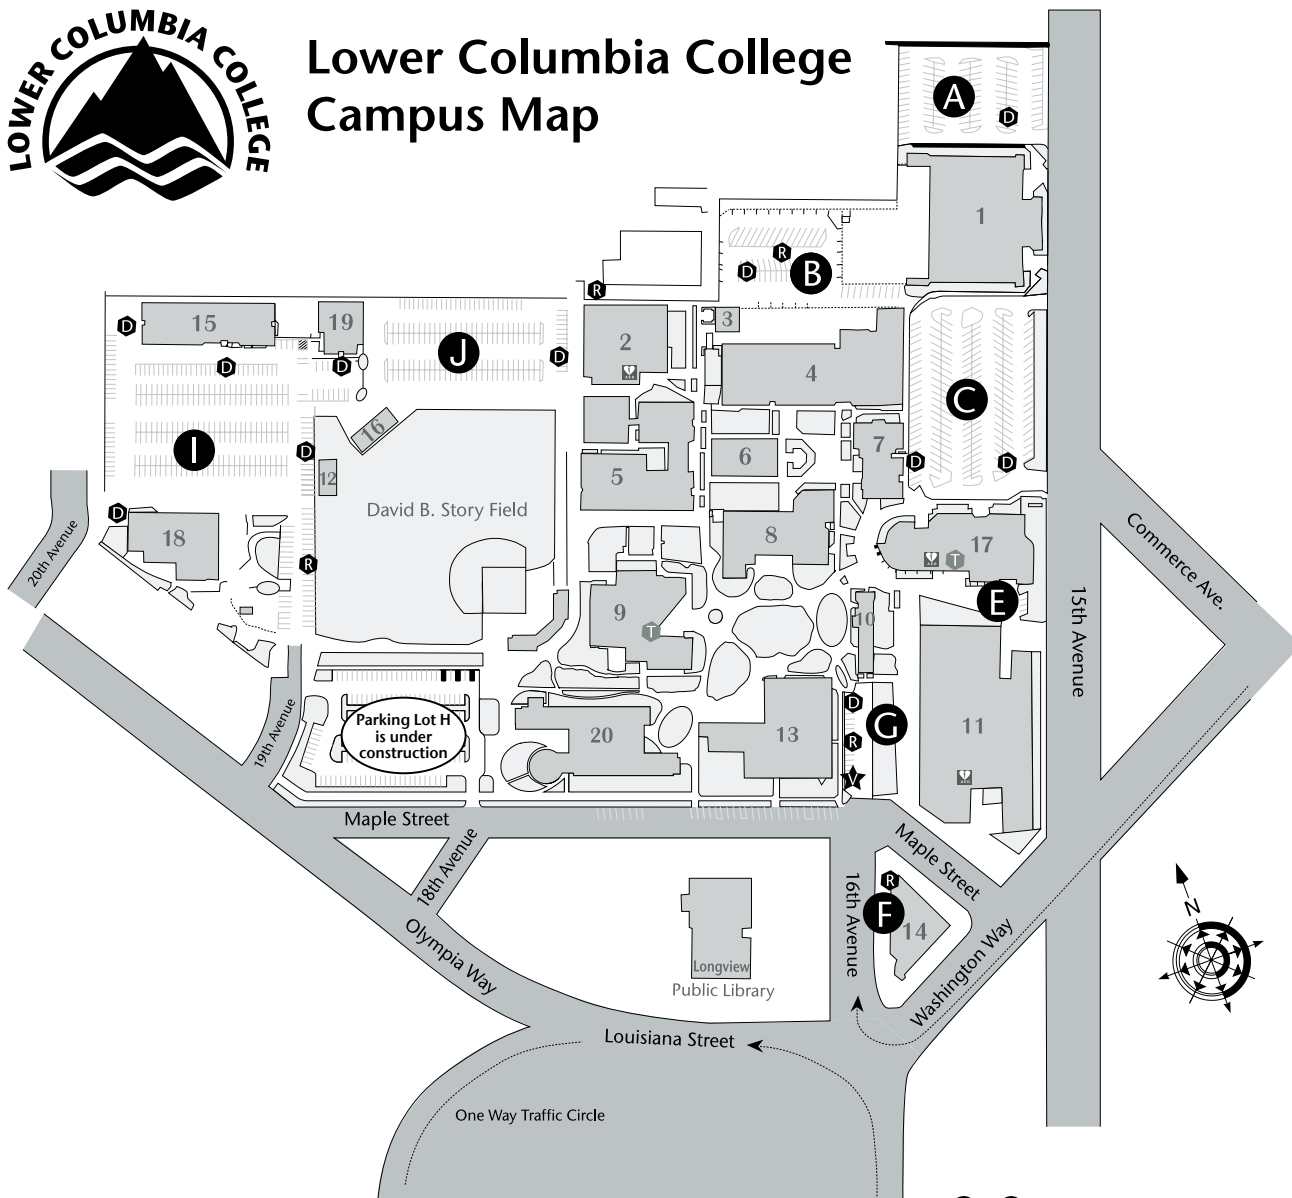 LOWER COLUMBIA COLLEGE
Lower Columbia College
Campus Map
A
D
1
R
D
B
R
15
19
D
D
D
J
D
2
AED
3
4
C
I
D
16
12
5
6
7
D
D
David B. Story Field
D
18
R
8
17
AED
T
E
Commerce Ave.
20th Avenue
15th Avenue
9
T
10
D
G
R
V
11
AED
13
20
Parking Lot H
is under
construction
19th Avenue
Maple Street
18th Avenue
Maple Street
16th Avenue
R
F
14
N
Olympia Way
Longview
Public Library
Washington Way
Louisiana Street
One Way Traffic Circle